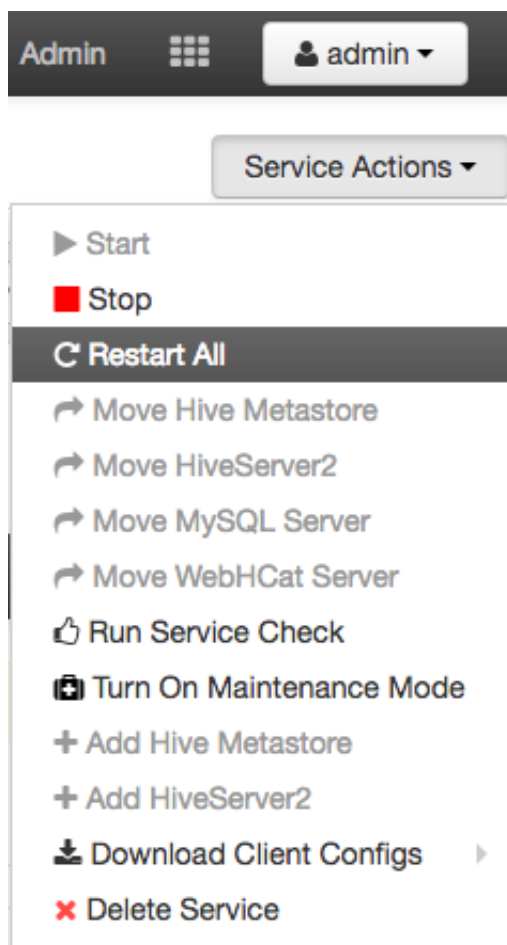 Admin
admin
Service Actions
Start
Stop
Restart All
Move Hive Metastore
Move HiveServer2
Move MySQL Server
Move WebHCat Server
Run Service Check
Turn On Maintenance Mode
Add Hive Metastore
Add HiveServer2
Download Client Configs
Delete Service